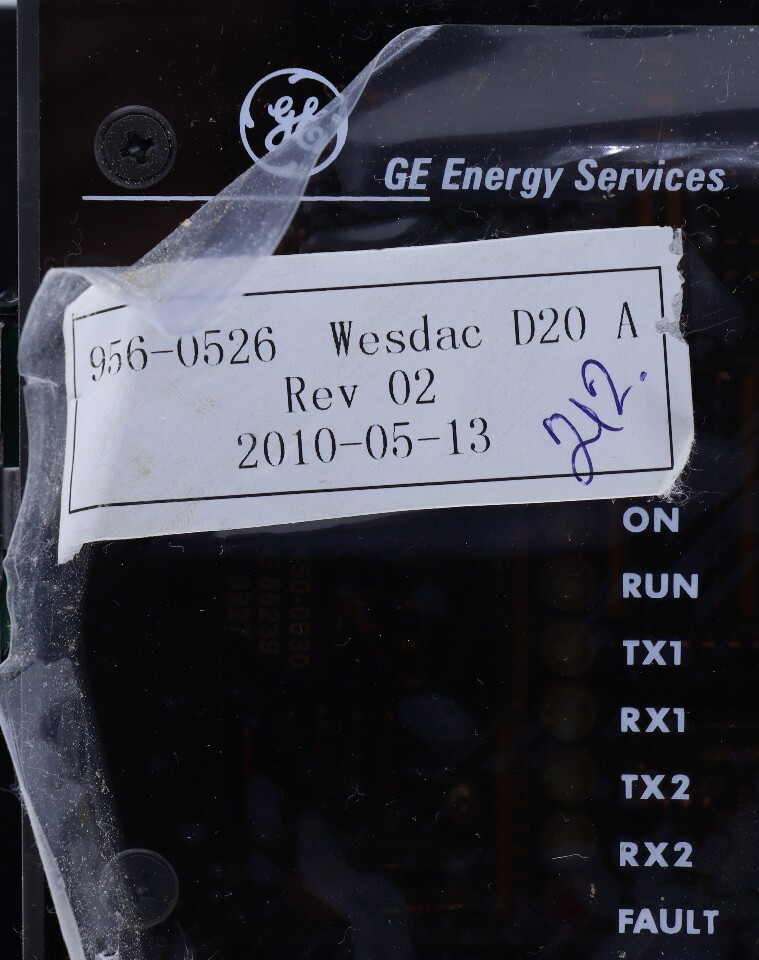 GE
GE Energy Services
956-0526 Wesdac D20 A
Rev 02
2010-05-13
212.
ON
RUN
TX1
RX1
TX2
RX2
FAULT